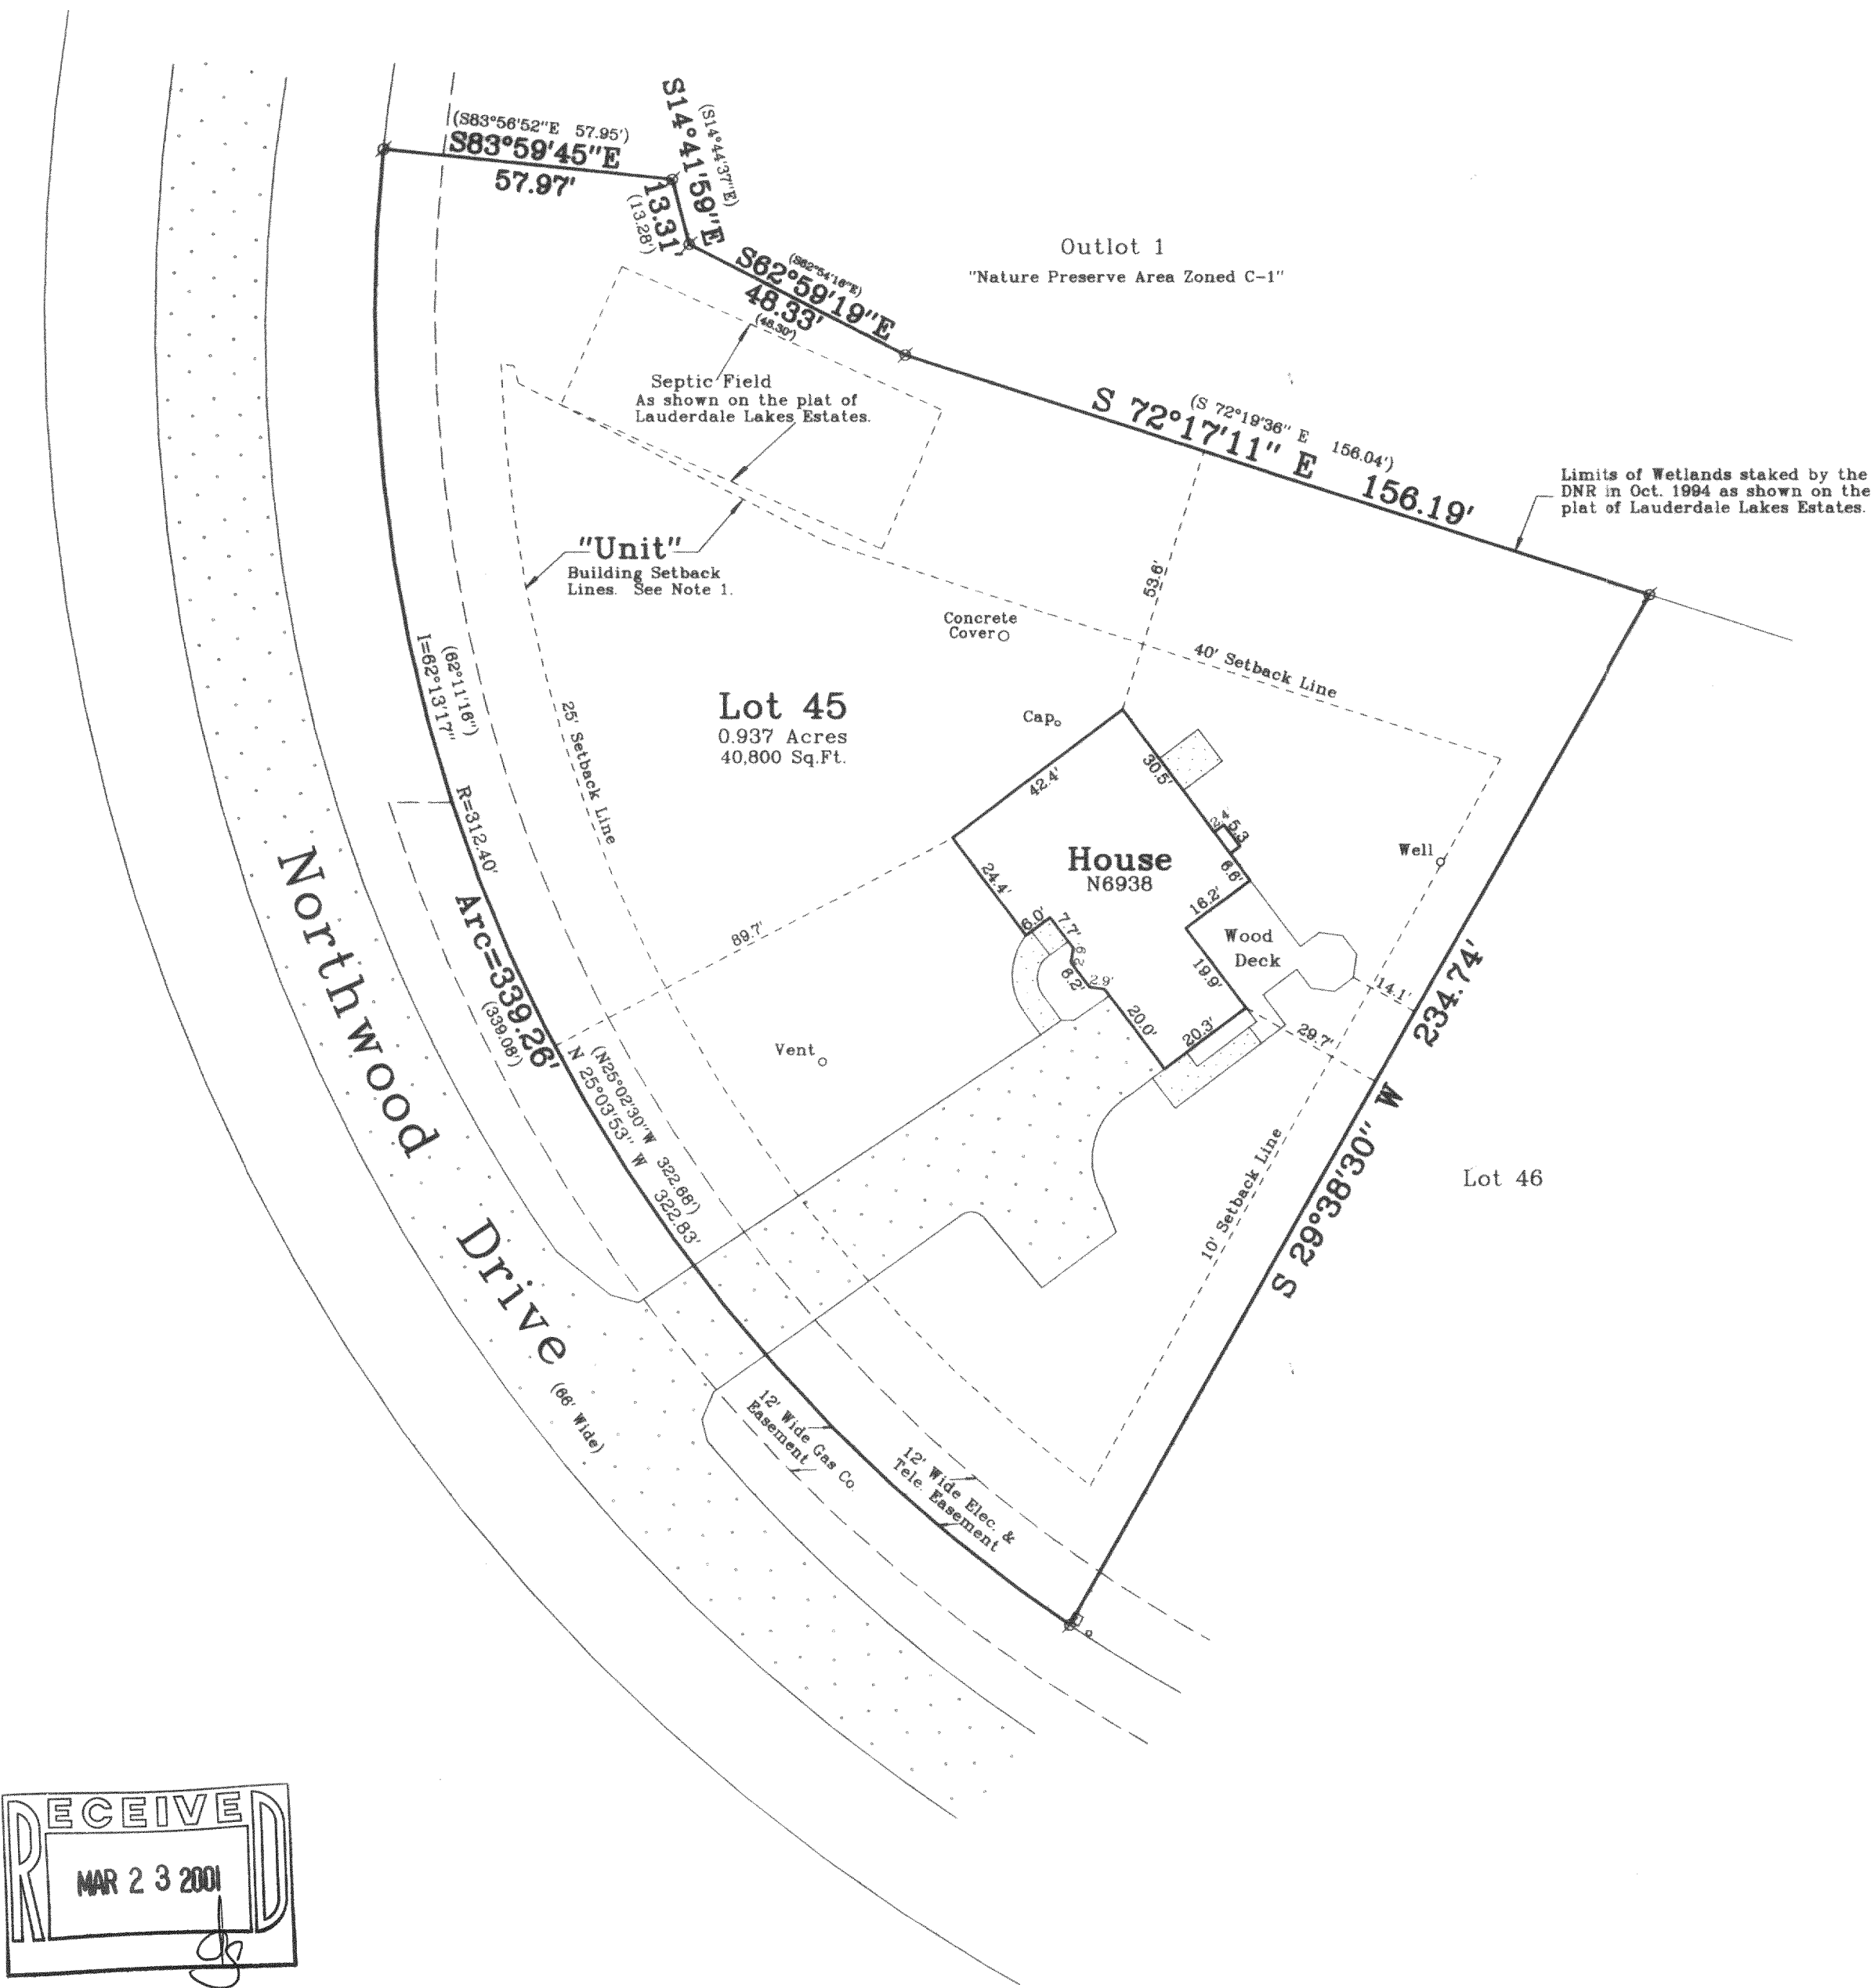 (S83°56'52"E 57.95')
S83°59'45"E
57.97'
S14°41'59"E
(S14°44'37"E)
13.31'
(13.28')
(S62°54'16"E)
S62°59'19"E
48.33'
(48.30')
Outlot 1
"Nature Preserve Area Zoned C-1"
(S 72°19'36" E 156.04')
S 72°17'11" E 156.19'
Limits of Wetlands staked by the
DNR in Oct. 1994 as shown on the
plat of Lauderdale Lakes Estates.
Septic Field
As shown on the plat of
Lauderdale Lakes Estates.
"Unit"
Building Setback
Lines. See Note 1.
53.6'
Concrete
Cover
40' Setback Line
(62°11'16")
I=62°13'17"
Lot 45
0.937 Acres
40,800 Sq.Ft.
25' Setback Line
Cap
42.4'
30.5'
2.4
5.3
6.6'
House
N6938
Well
R=312.40'
24.4'
6.0'
7.7'
2.9
8.2'
2.9'
16.2'
Wood
Deck
19.9'
20.0'
20.3'
14.1'
29.7'
234.74'
S 29°38'30" W
89.7'
Arc=339.26'
(339.08')
Vent
(N25°02'30"W 322.68')
N 25°03'53" W 322.83'
10' Setback Line
Lot 46
Northwood Drive
(66' Wide)
12' Wide Gas Co.
Easement
12' Wide Elec. &
Tele. Easement
RECEIVED
MAR 23 2001